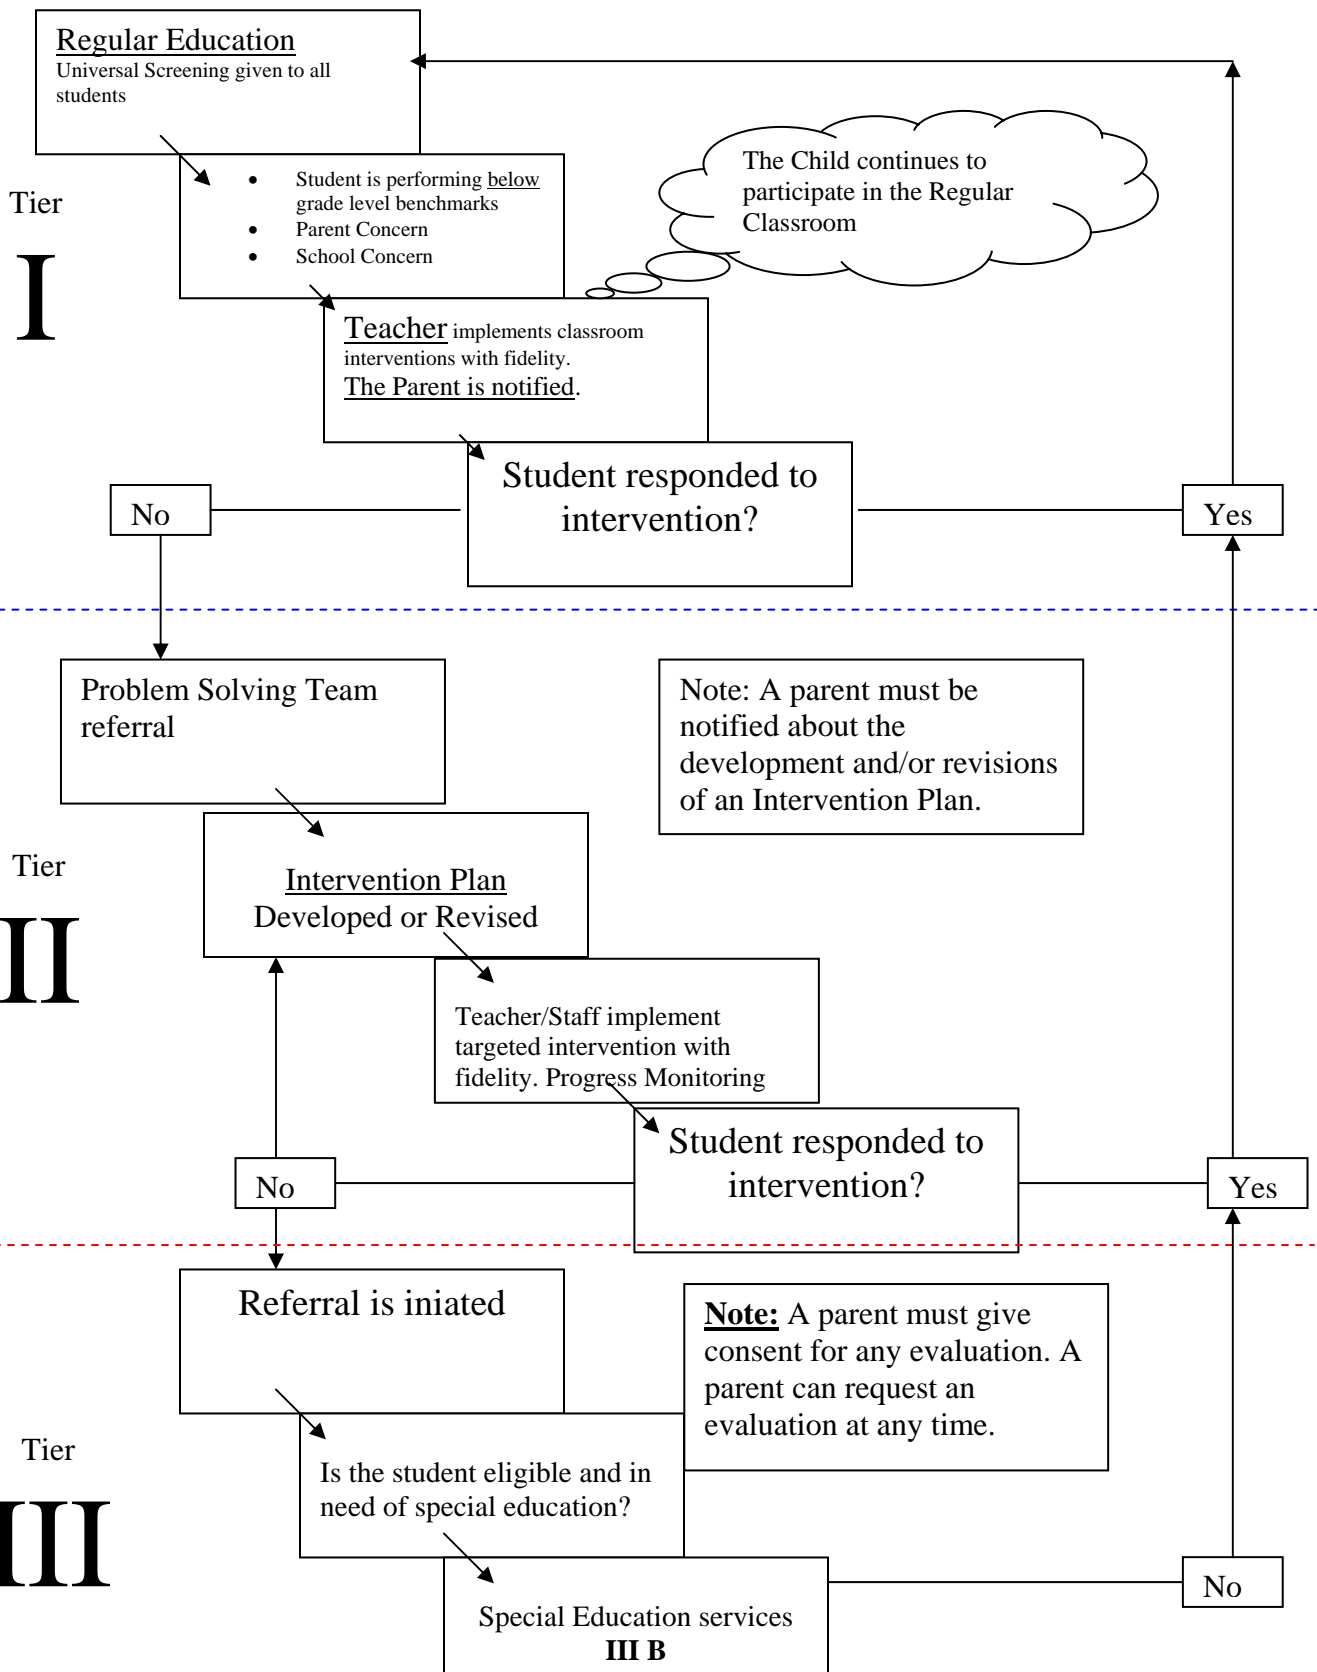 Regular Education
Universal Screening given to all
students
Tier
I
• Student is performing below
grade level benchmarks
• Parent Concern
• School Concern
The Child continues to
participate in the Regular
Classroom
Teacher implements classroom
interventions with fidelity.
The Parent is notified.
Student responded to
intervention?
No
Yes
Problem Solving Team
referral
Note: A parent must be
notified about the
development and/or revisions
of an Intervention Plan.
Tier
II
Intervention Plan
Developed or Revised
Teacher/Staff implement
targeted intervention with
fidelity. Progress Monitoring
Student responded to
intervention?
No
Yes
Referral is iniated
Note: A parent must give
consent for any evaluation. A
parent can request an
evaluation at any time.
Tier
III
Is the student eligible and in
need of special education?
No
Special Education services
III B